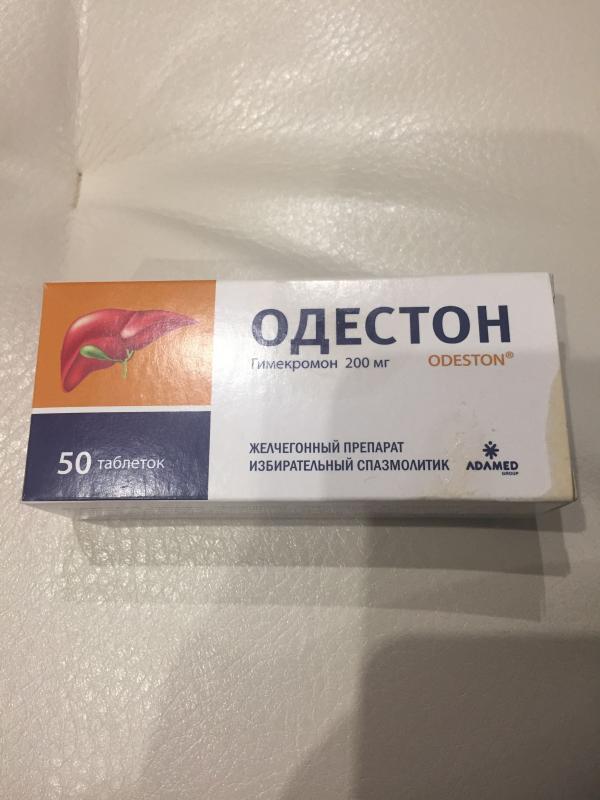 ОДЕСТОН
Гимекромон 200 мг
ODESTON®
50 таблеток
ЖЕЛЧЕГОННЫЙ ПРЕПАРАТ
ИЗБИРАТЕЛЬНЫЙ СПАЗМОЛИТИК
ADAMED
GROUP